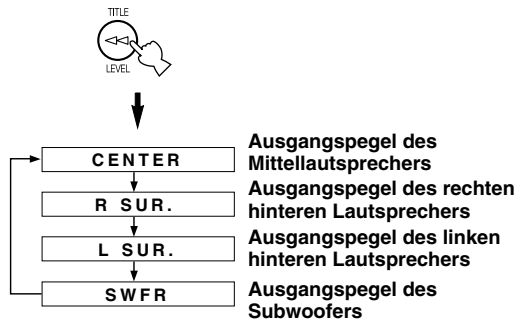 TITLE
LEVEL
CENTER
Ausgangspegel des
Mittellautsprechers
R SUR.
Ausgangspegel des rechten
hinteren Lautsprechers
L SUR.
Ausgangspegel des linken
hinteren Lautsprechers
SWFR
Ausgangspegel des
Subwoofers